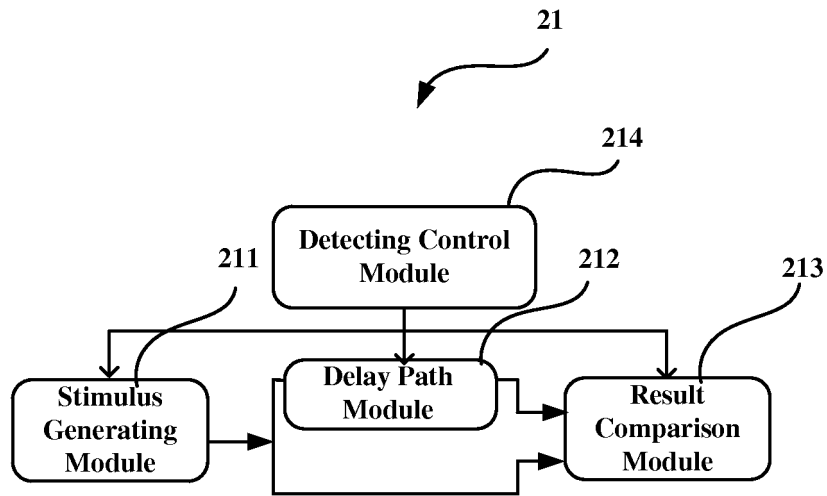 21
214
Detecting Control
Module
211
212
213
Stimulus
Generating
Module
Delay Path
Module
Result
Comparison
Module